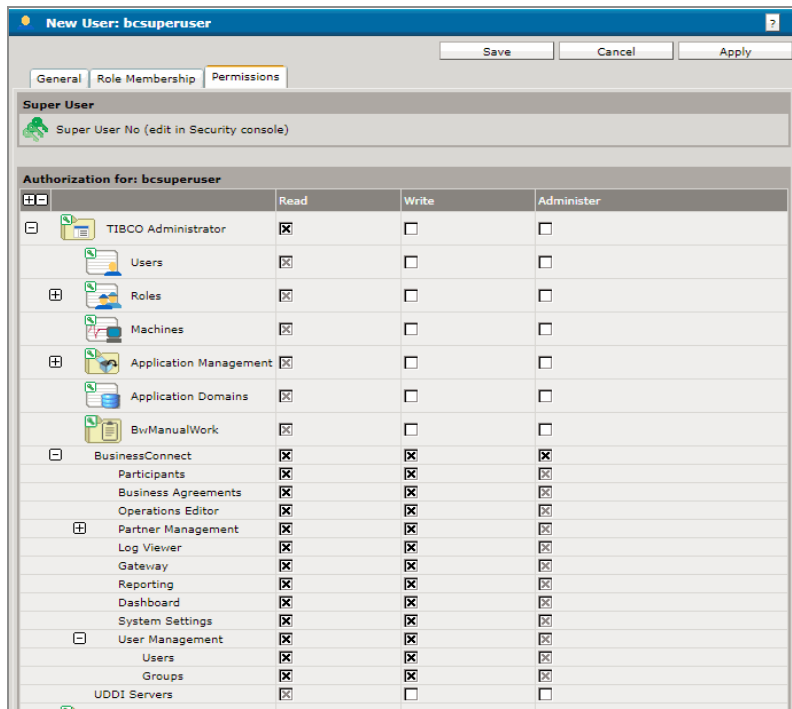 New User: bcsuperuser ?
Save Cancel Apply
General Role Membership Permissions
Super User
Super User No (edit in Security console)
Authorization for: bcsuperuser
Read Write Administer
TIBCO Administrator
Users
Roles
Machines
Application Management
Application Domains
BwManualWork
BusinessConnect
Participants
Business Agreements
Operations Editor
Partner Management
Log Viewer
Gateway
Reporting
Dashboard
System Settings
User Management
Users
Groups
UDDI Servers